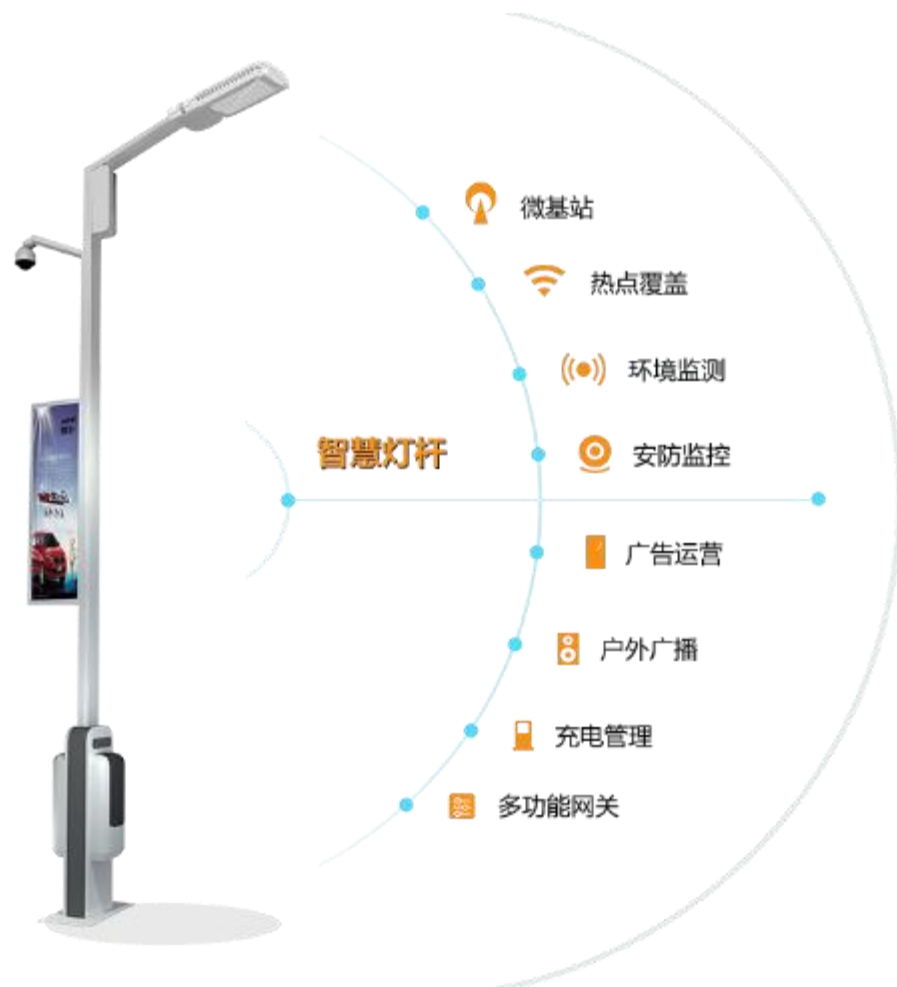 微基站
热点覆盖
环境监测
智慧灯杆
安防监控
广告运营
户外广播
充电管理
多功能网关